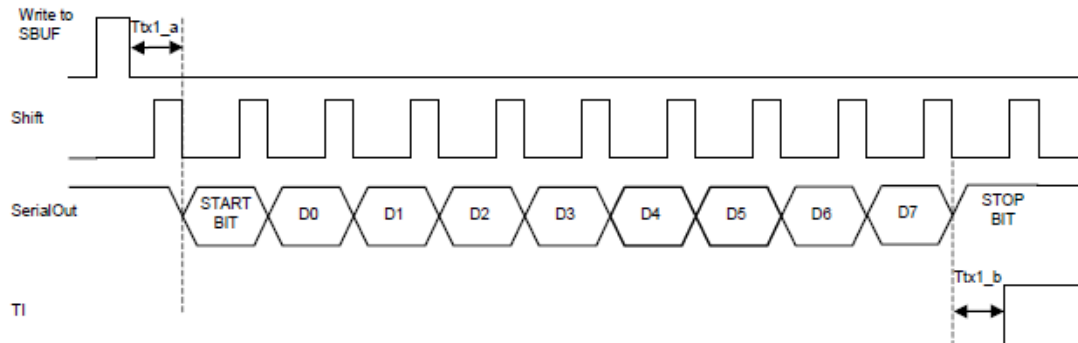 Write to
SBUF
Ttx1_a
Shift
SerialOut
START
BIT
D0
D1
D2
D3
D4
D5
D6
D7
STOP
BIT
Ttx1_b
TI